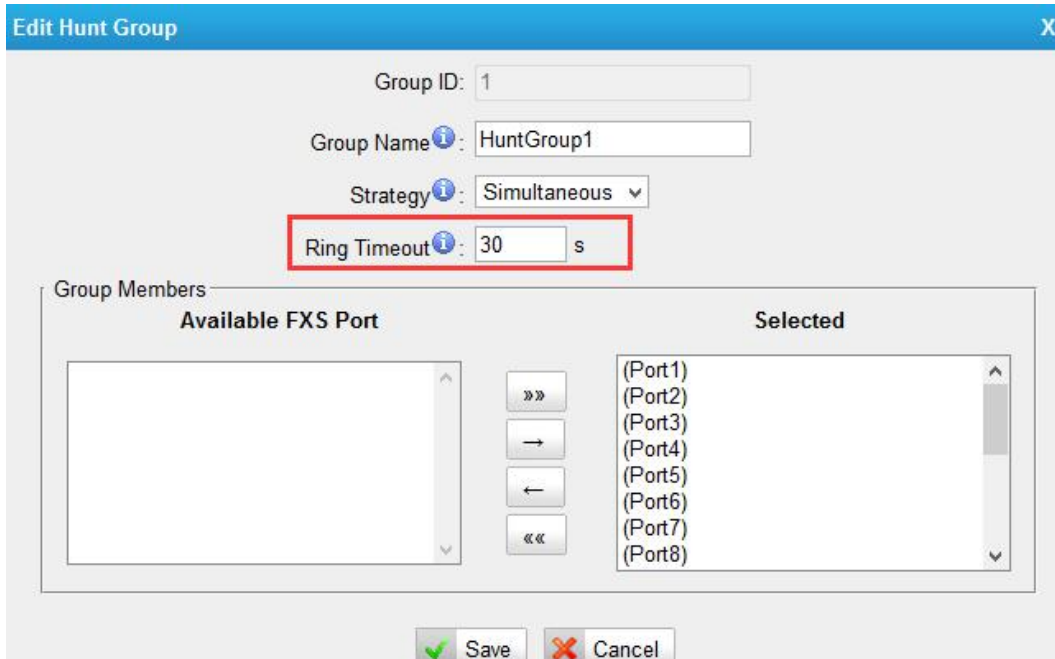 Edit Hunt Group X
Group ID: 1
Group Name : HuntGroup1
Strategy : Simultaneous
Ring Timeout : 30 s
Group Members
Available FXS Port Selected
(Port1)
(Port2)
(Port3)
(Port4)
(Port5)
(Port6)
(Port7)
(Port8)
»»
→
←
««
Save Cancel